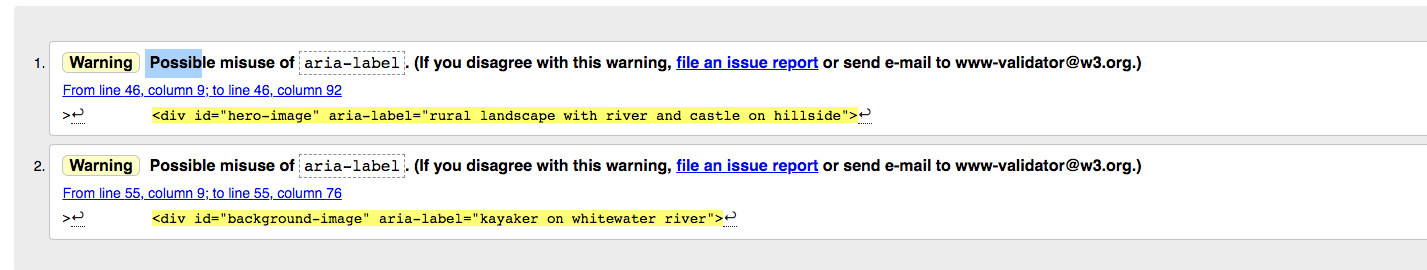 1. Warning Possible misuse of aria-label. (If you disagree with this warning, file an issue report or send e-mail to www-validator@w3.org.)
From line 46, column 9; to line 46, column 92
>↩ <div id="hero-image" aria-label="rural landscape with river and castle on hillside">↩
2. Warning Possible misuse of aria-label. (If you disagree with this warning, file an issue report or send e-mail to www-validator@w3.org.)
From line 55, column 9; to line 55, column 76
>↩ <div id="background-image" aria-label="kayaker on whitewater river">↩